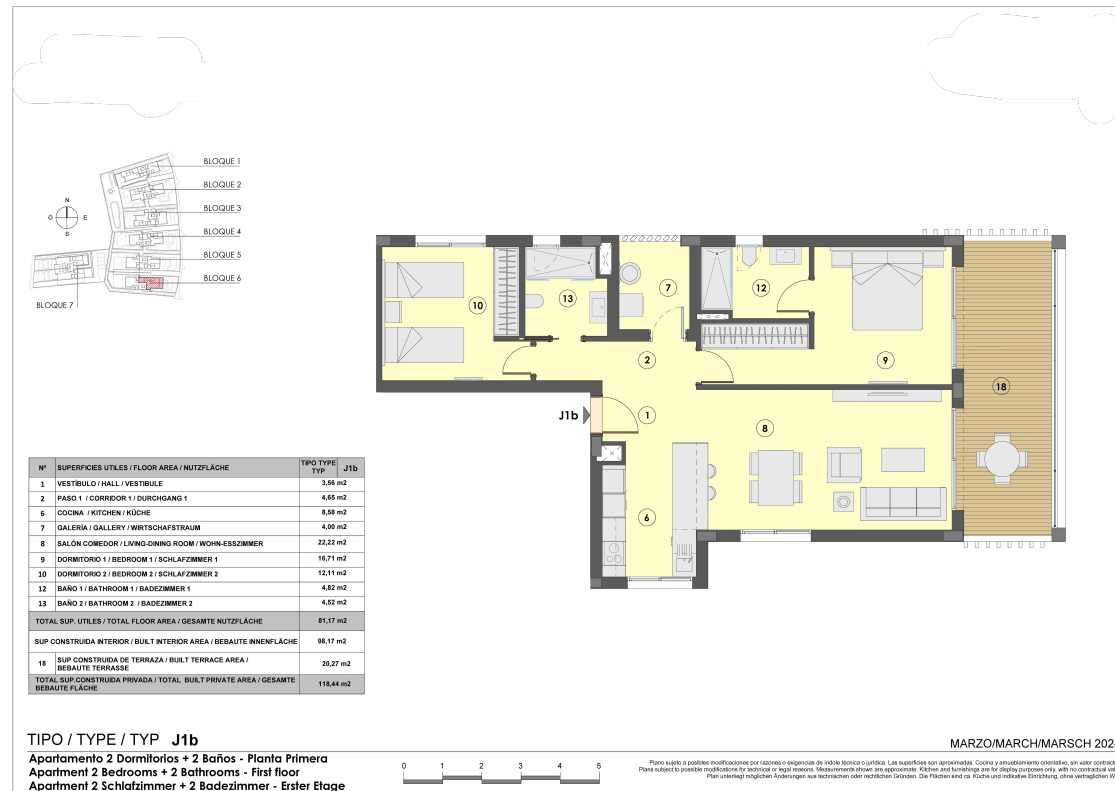 BLOQUE 1
BLOQUE 2
BLOQUE 3
BLOQUE 4
BLOQUE 5
BLOQUE 6
BLOQUE 7
N
O E
S
10
13
7
12
9
2
18
J1b
1
8
6
Nº SUPERFICIES UTILES / FLOOR AREA / NUTZFLÄCHE TIPO TYPE TYP J1b
1 VESTÍBULO / HALL / VESTIBULE 3,56 m2
2 PASO 1 / CORRIDOR 1 / DURCHGANG 1 4,65 m2
6 COCINA / KITCHEN / KÜCHE 8,58 m2
7 GALERÍA / GALLERY / WIRTSCHAFTSRAUM 4,00 m2
8 SALÓN COMEDOR / LIVING-DINING ROOM / WOHN-ESSZIMMER 22,22 m2
9 DORMITORIO 1 / BEDROOM 1 / SCHLAFZIMMER 1 16,71 m2
10 DORMITORIO 2 / BEDROOM 2 / SCHLAFZIMMER 2 12,11 m2
12 BAÑO 1 / BATHROOM 1 / BADEZIMMER 1 4,82 m2
13 BAÑO 2 / BATHROOM 2 / BADEZIMMER 2 4,52 m2
TOTAL SUP. UTILES / TOTAL FLOOR AREA / GESAMTE NUTZFLÄCHE 81,17 m2
SUP CONSTRUIDA INTERIOR / BUILT INTERIOR AREA / BEBAUTE INNENFLÄCHE 98,17 m2
18 SUP CONSTRUIDA DE TERRAZA / BUILT TERRACE AREA /
BEBAUTE TERRASSE 20,27 m2
TOTAL SUP.CONSTRUIDA PRIVADA / TOTAL BUILT PRIVATE AREA / GESAMTE
BEBAUTE FLÄCHE 118,44 m2
TIPO / TYPE / TYP J1b
MARZO/MARCH/MARSCH 202
Apartamento 2 Dormitorios + 2 Baños - Planta Primera
Apartment 2 Bedrooms + 2 Bathrooms - First floor
Apartment 2 Schlafzimmer + 2 Badezimmer - Erster Etage
0 1 2 3 4 5
Plano sujeto a posibles modificaciones por razones o exigencias de índole técnica o jurídica. Las superficies son aproximadas. Cocina y amueblamiento orientativo, sin valor contract
Plans subject to possible modifications for technical or legal reasons. Measurements shown are approximate. Kitchen and furnishings are for display purposes only, with no contractual val
Plan unterliegt möglichen Änderungen aus technischen oder rechtlichen Gründen. Die Flächen sind ca. Küche und indikative Einrichtung, ohne vertraglichen W